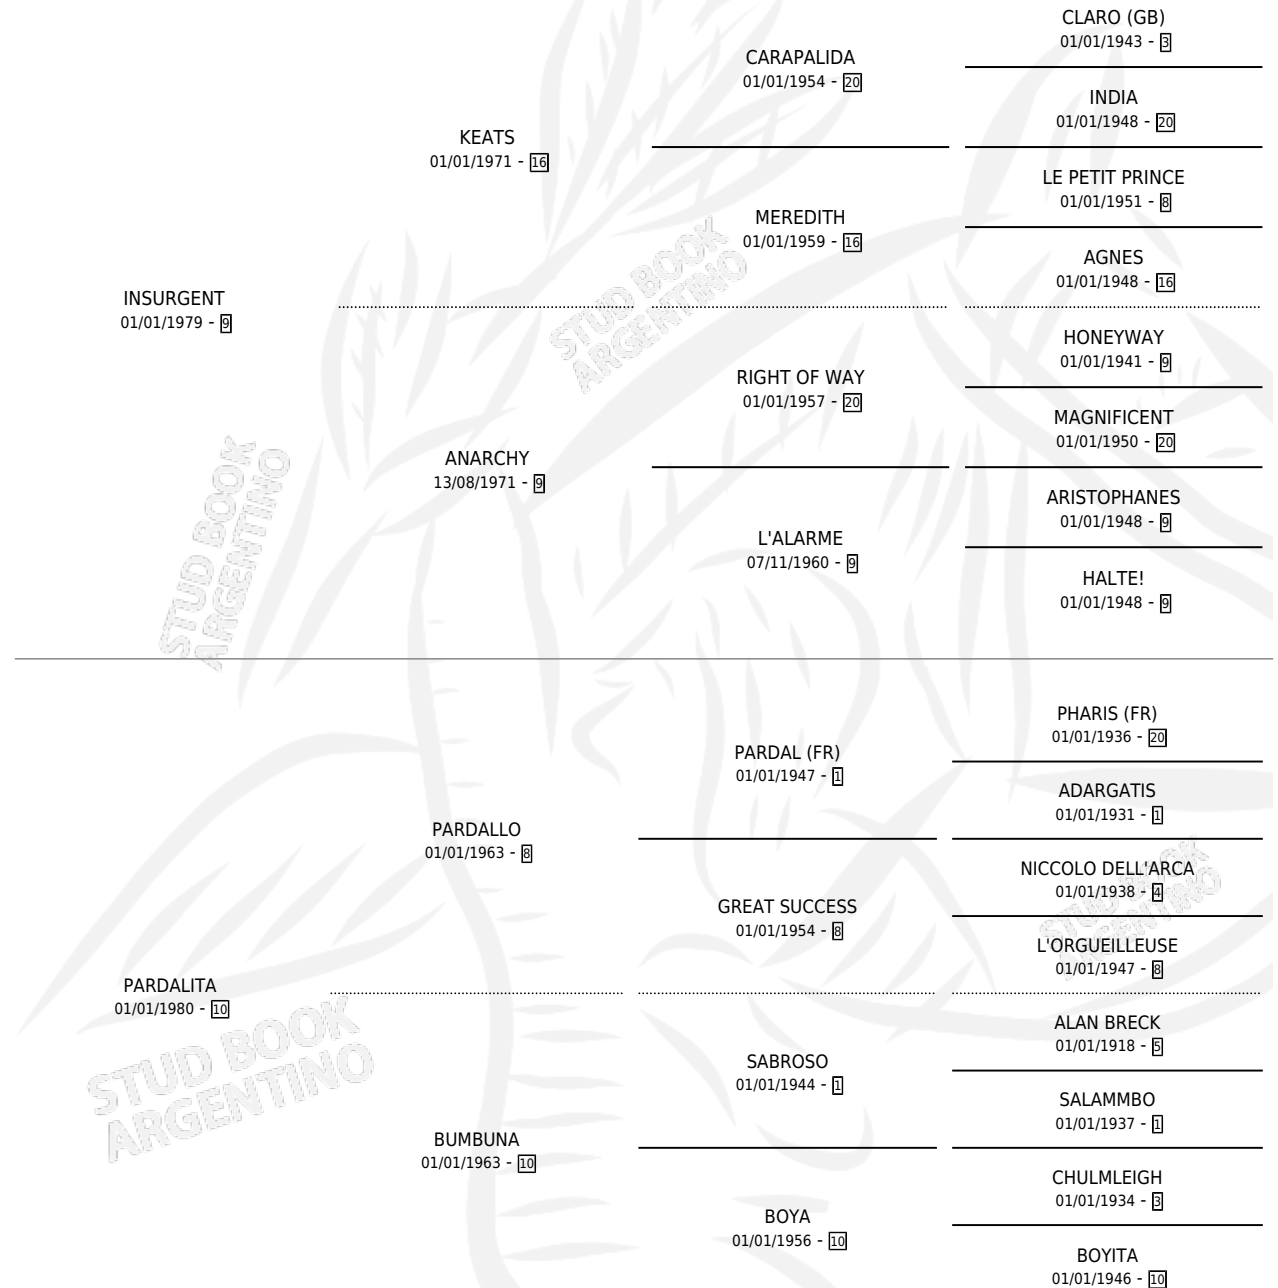 CLARO (GB)
01/01/1943 - 3
CARAPALIDA
01/01/1954 - 20
INDIA
01/01/1948 - 20
KEATS
01/01/1971 - 16
LE PETIT PRINCE
01/01/1951 - 8
MEREDITH
01/01/1959 - 16
AGNES
01/01/1948 - 16
STUD BOOK
ARGENTINO
INSURGENT
01/01/1979 - 9
HONEYWAY
01/01/1941 - 9
RIGHT OF WAY
01/01/1957 - 20
MAGNIFICENT
01/01/1950 - 20
ANARCHY
13/08/1971 - 9
ARISTOPHANES
01/01/1948 - 9
L'ALARME
07/11/1960 - 9
HALTE!
01/01/1948 - 9
STUD BOOK
ARGENTINO
PHARIS (FR)
01/01/1936 - 20
PARDAL (FR)
01/01/1947 - 1
ADARGATIS
01/01/1931 - 1
PARDALLO
01/01/1963 - 8
NICCOLO DELL'ARCA
01/01/1938 - 4
GREAT SUCCESS
01/01/1954 - 8
L'ORGUEILLEUSE
01/01/1947 - 8
STUD BOOK
ARGENTINO
PARDALITA
01/01/1980 - 10
ALAN BRECK
01/01/1918 - 5
SABROSO
01/01/1944 - 1
SALAMMBO
01/01/1937 - 1
STUD BOOK
ARGENTINO
BUMBUNA
01/01/1963 - 10
CHULMLEIGH
01/01/1934 - 3
BOYA
01/01/1956 - 10
BOYITA
01/01/1946 - 10